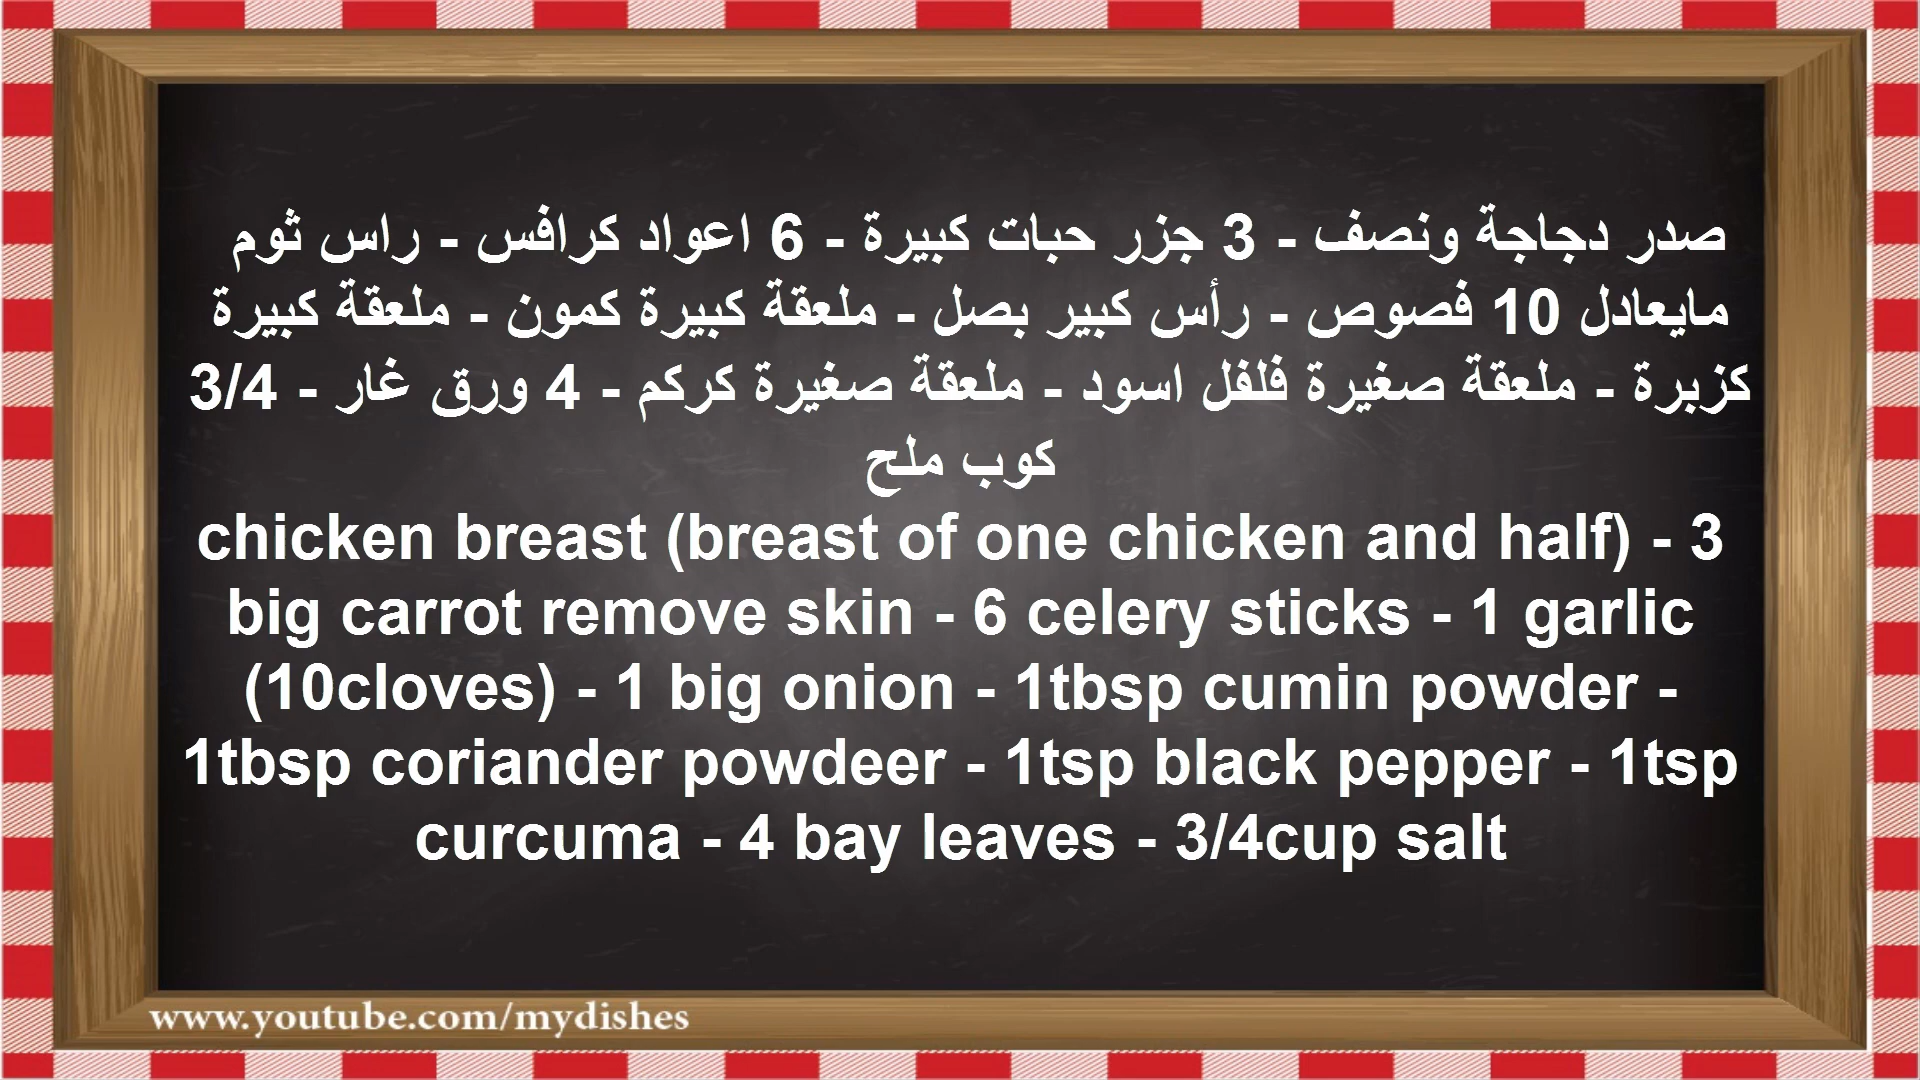 صدر دجاجة ونصف - 3 جزر حبات كبيرة - 6 اعواد كرافس - راس ثوم
مايعادل 10 فصوص - رأس كبير بصل - ملعقة كبيرة كمون - ملعقة كبيرة
كزبرة - ملعقة صغيرة فلفل اسود - ملعقة صغيرة كركم - 4 ورق غار - 3/4
كوب ملح
chicken breast (breast of one chicken and half) - 3
big carrot remove skin - 6 celery sticks - 1 garlic
(10cloves) - 1 big onion - 1tbsp cumin powder -
1tbsp coriander powdeer - 1tsp black pepper - 1tsp
curcuma - 4 bay leaves - 3/4cup salt
www.youtube.com/mydishes